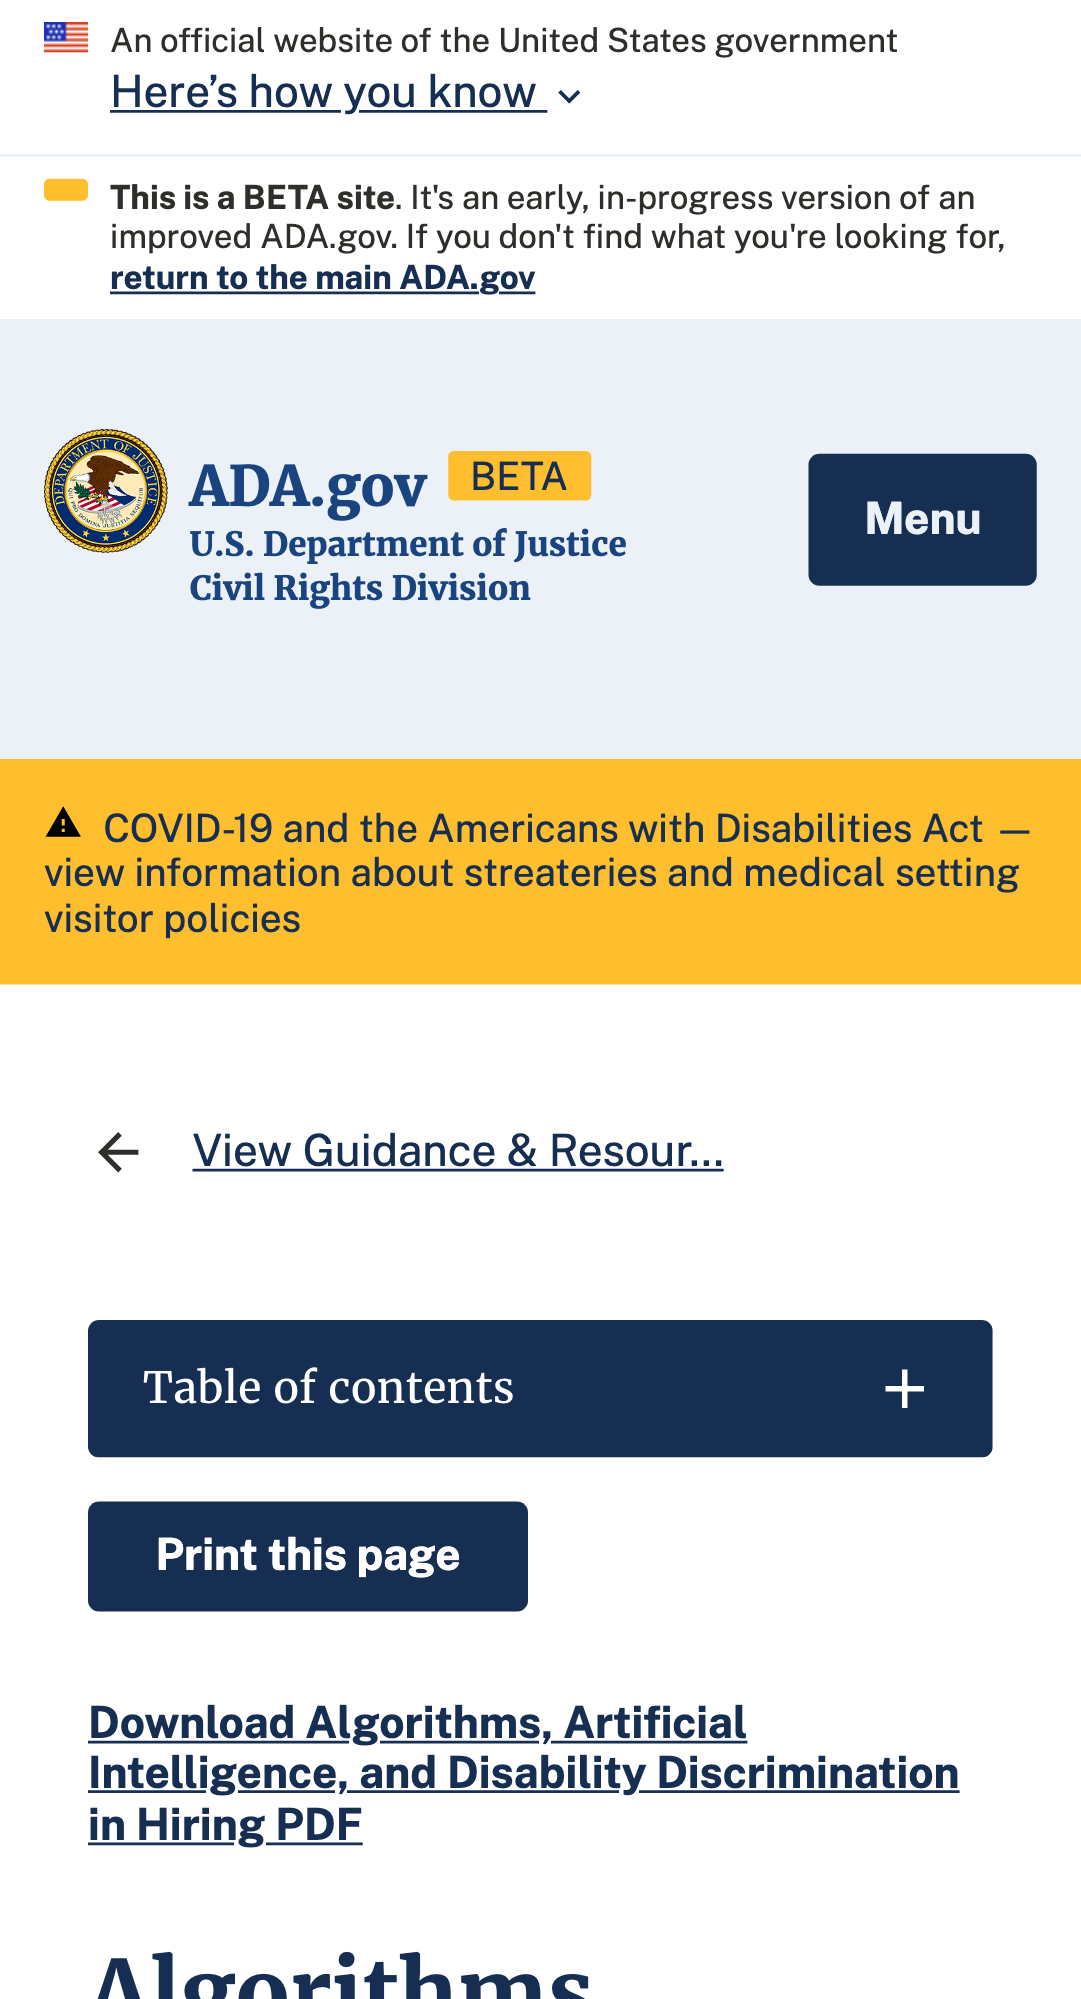 An official website of the United States government
Here’s how you know
This is a BETA site. It's an early, in-progress version of an
improved ADA.gov. If you don't find what you're looking for,
return to the main ADA.gov
ADA.gov BETA
U.S. Department of Justice
Civil Rights Division
Menu
COVID-19 and the Americans with Disabilities Act —
view information about streateries and medical setting
visitor policies
View Guidance & Resour...
Table of contents
Print this page
Download Algorithms, Artificial
Intelligence, and Disability Discrimination
in Hiring PDF
Algorithms